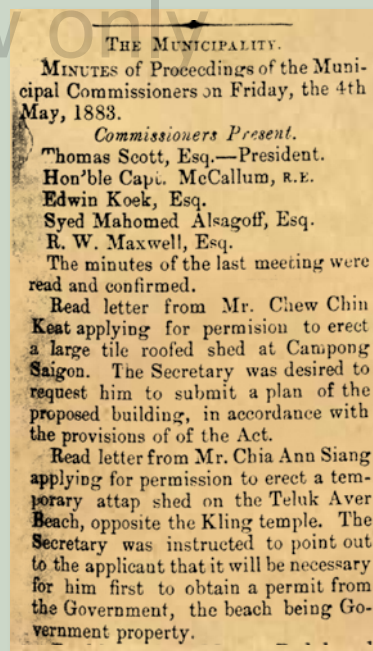 w only
THE MUNICIPALITY.
MINUTES of Proceedings of the Muni-
cipal Commissioners on Friday, the 4th
May, 1883.
Commissioners Present.
Thomas Scott, Esq.—President.
Hon'ble Capt. McCallum, R.E.
Edwin Koek, Esq.
Syed Mahomed Alsagoff, Esq.
R. W. Maxwell, Esq.
The minutes of the last meeting were
read and confirmed.
Read letter from Mr. Chew Chin
Keat applying for permision to erect
a large tile roofed shed at Campong
Saigon. The Secretary was desired to
request him to submit a plan of the
proposed building, in accordance with
the provisions of of the Act.
Read letter from Mr. Chia Ann Siang
applying for permission to erect a tem-
porary attap shed on the Teluk Ayer
Beach, opposite the Kling temple. The
Secretary was instructed to point out
to the applicant that it will be necessary
for him first to obtain a permit from
the Government, the beach being Go-
vernment property.